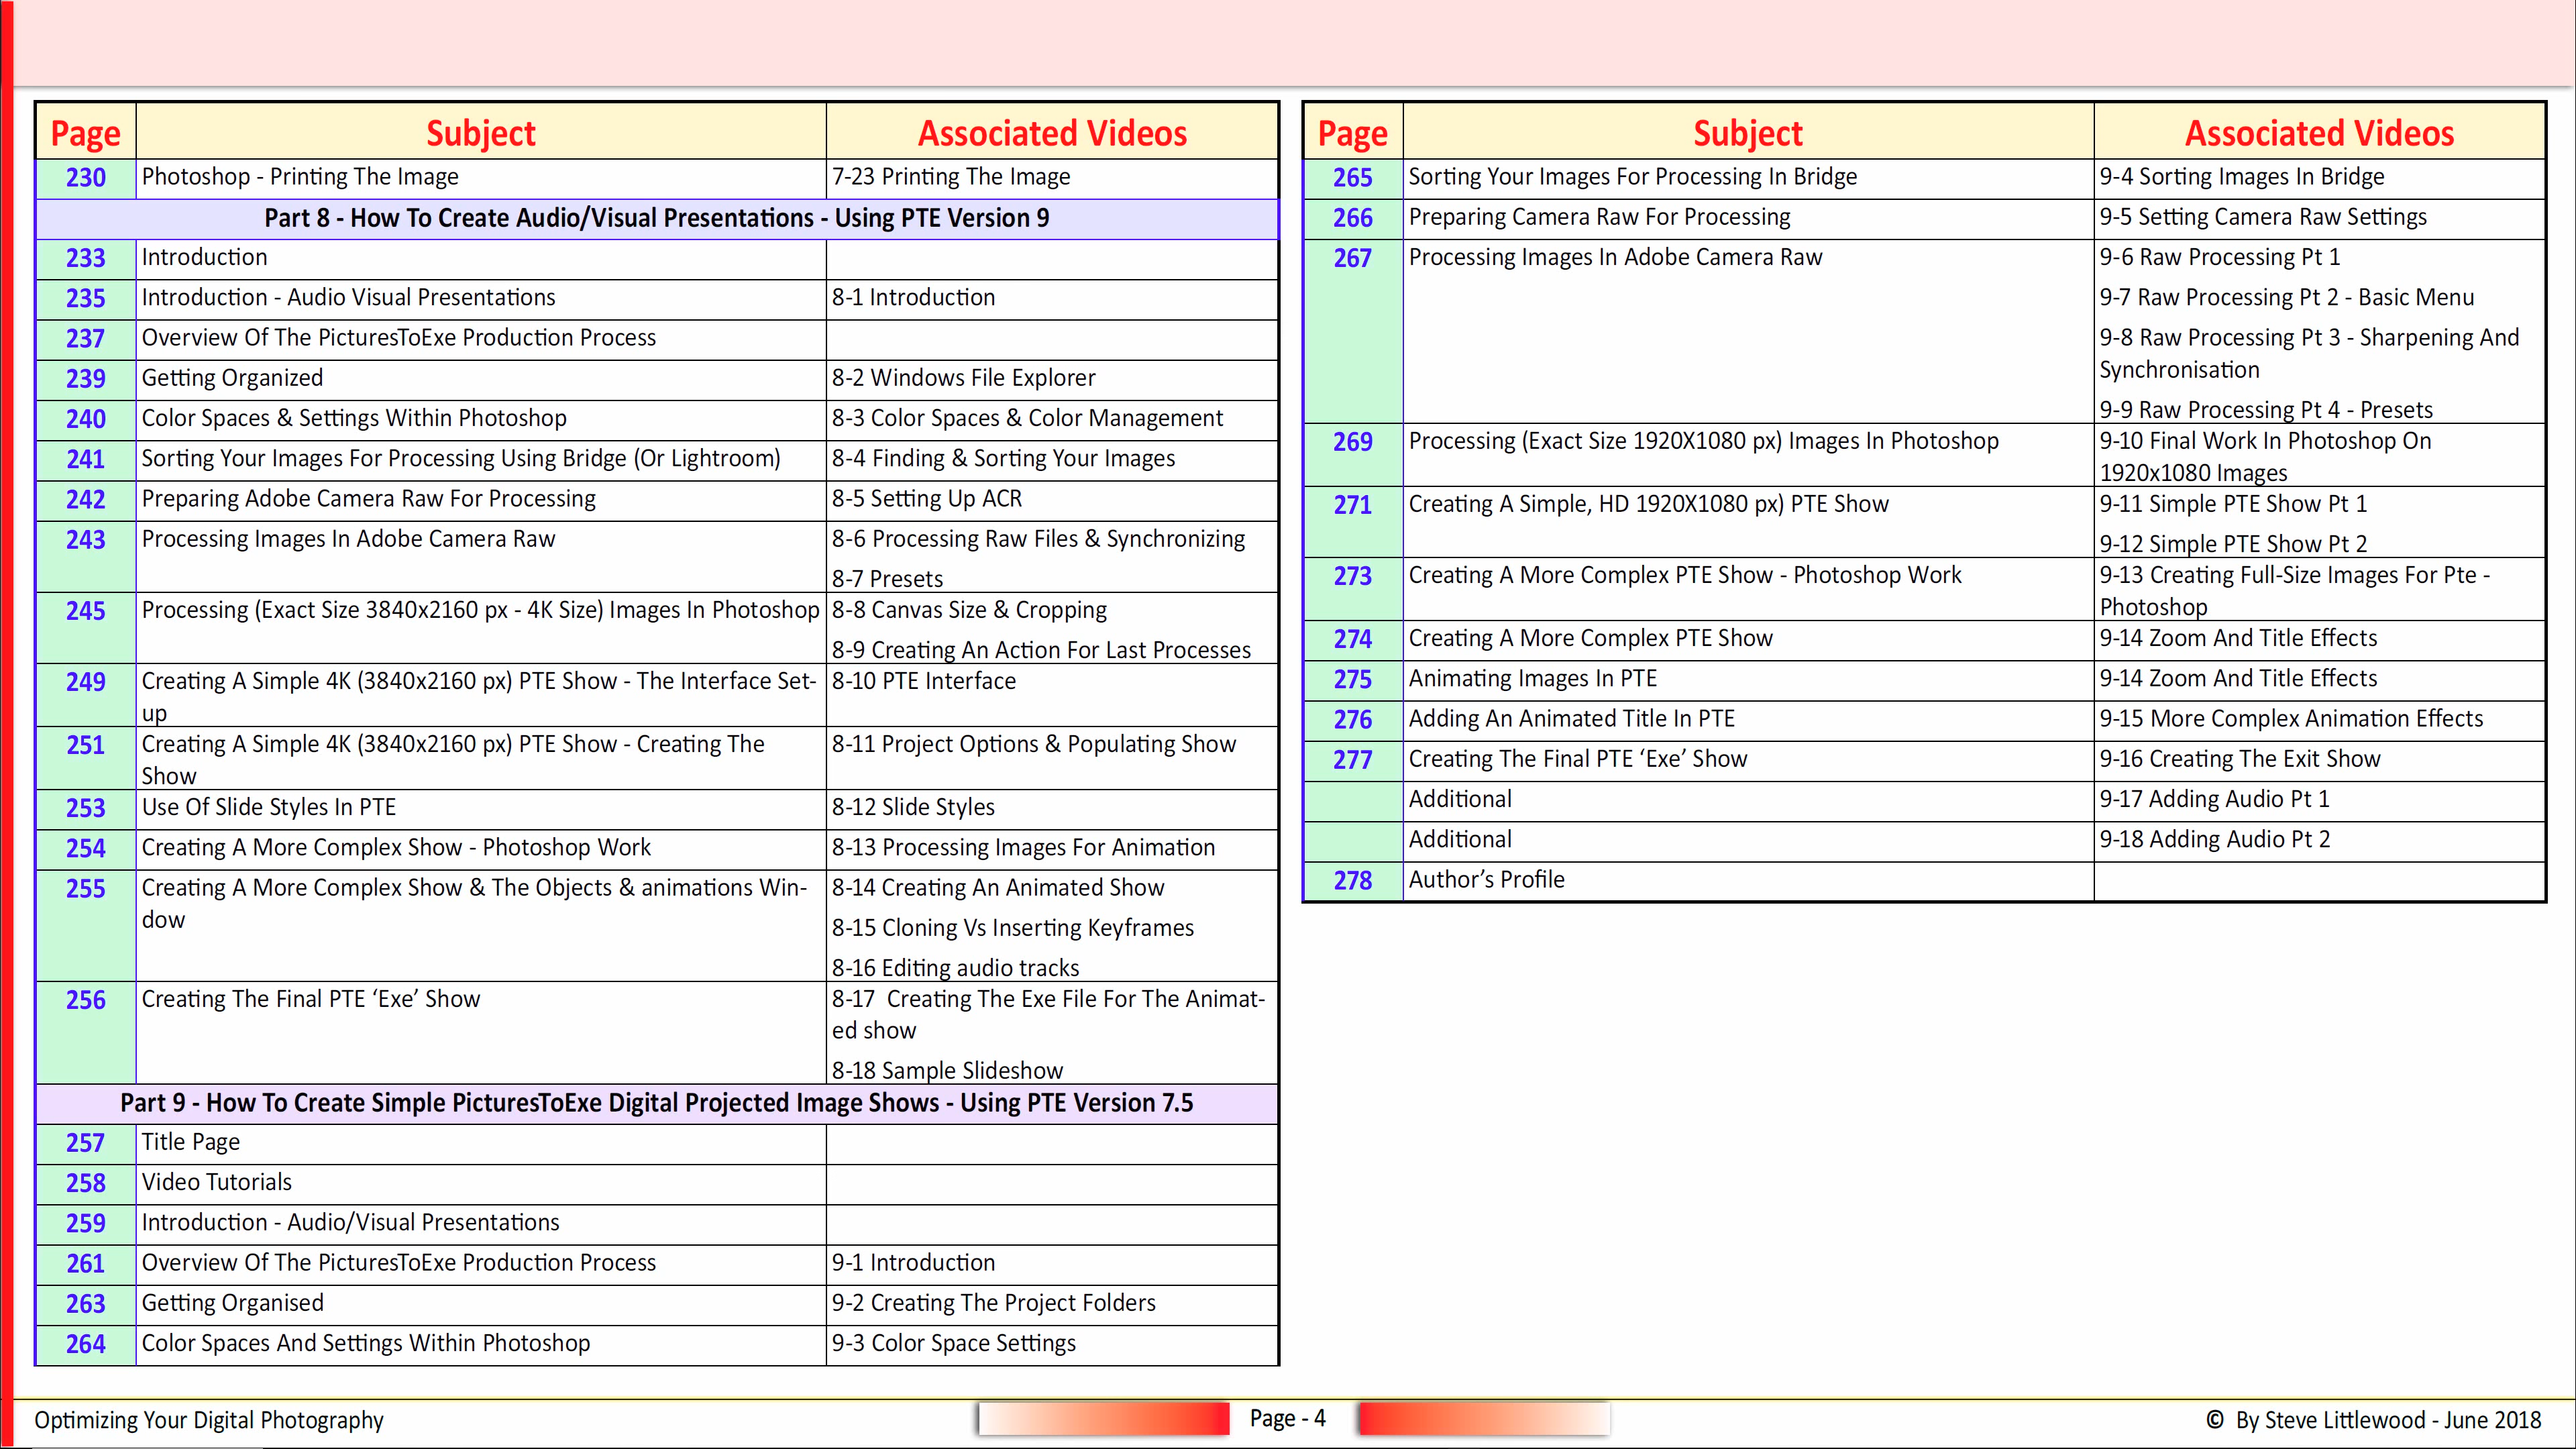 Page Subject Associated Videos
230 Photoshop - Printing The Image 7-23 Printing The Image
Part 8 - How To Create Audio/Visual Presentations - Using PTE Version 9
233 Introduction
235 Introduction - Audio Visual Presentations 8-1 Introduction
237 Overview Of The PicturesToExe Production Process
239 Getting Organized 8-2 Windows File Explorer
240 Color Spaces & Settings Within Photoshop 8-3 Color Spaces & Color Management
241 Sorting Your Images For Processing Using Bridge (Or Lightroom) 8-4 Finding & Sorting Your Images
242 Preparing Adobe Camera Raw For Processing 8-5 Setting Up ACR
243 Processing Images In Adobe Camera Raw 8-6 Processing Raw Files & Synchronizing
8-7 Presets
245 Processing (Exact Size 3840x2160 px - 4K Size) Images In Photoshop 8-8 Canvas Size & Cropping
8-9 Creating An Action For Last Processes
249 Creating A Simple 4K (3840x2160 px) PTE Show - The Interface Set- 8-10 PTE Interface
up
251 Creating A Simple 4K (3840x2160 px) PTE Show - Creating The 8-11 Project Options & Populating Show
Show
253 Use Of Slide Styles In PTE 8-12 Slide Styles
254 Creating A More Complex Show - Photoshop Work 8-13 Processing Images For Animation
255 Creating A More Complex Show & The Objects & animations Win- 8-14 Creating An Animated Show
dow
8-15 Cloning Vs Inserting Keyframes
8-16 Editing audio tracks
256 Creating The Final PTE ‘Exe’ Show 8-17 Creating The Exe File For The Animat-
ed show
8-18 Sample Slideshow
Part 9 - How To Create Simple PicturesToExe Digital Projected Image Shows - Using PTE Version 7.5
257 Title Page
258 Video Tutorials
259 Introduction - Audio/Visual Presentations
261 Overview Of The PicturesToExe Production Process 9-1 Introduction
263 Getting Organised 9-2 Creating The Project Folders
264 Color Spaces And Settings Within Photoshop 9-3 Color Space Settings
Page Subject Associated Videos
265 Sorting Your Images For Processing In Bridge 9-4 Sorting Images In Bridge
266 Preparing Camera Raw For Processing 9-5 Setting Camera Raw Settings
267 Processing Images In Adobe Camera Raw 9-6 Raw Processing Pt 1
9-7 Raw Processing Pt 2 - Basic Menu
9-8 Raw Processing Pt 3 - Sharpening And
Synchronisation
9-9 Raw Processing Pt 4 - Presets
269 Processing (Exact Size 1920X1080 px) Images In Photoshop 9-10 Final Work In Photoshop On
1920x1080 Images
271 Creating A Simple, HD 1920X1080 px) PTE Show 9-11 Simple PTE Show Pt 1
9-12 Simple PTE Show Pt 2
273 Creating A More Complex PTE Show - Photoshop Work 9-13 Creating Full-Size Images For Pte -
Photoshop
274 Creating A More Complex PTE Show 9-14 Zoom And Title Effects
275 Animating Images In PTE 9-14 Zoom And Title Effects
276 Adding An Animated Title In PTE 9-15 More Complex Animation Effects
277 Creating The Final PTE ‘Exe’ Show 9-16 Creating The Exit Show
Additional 9-17 Adding Audio Pt 1
Additional 9-18 Adding Audio Pt 2
278 Author’s Profile
Optimizing Your Digital Photography Page - 4 © By Steve Littlewood - June 2018